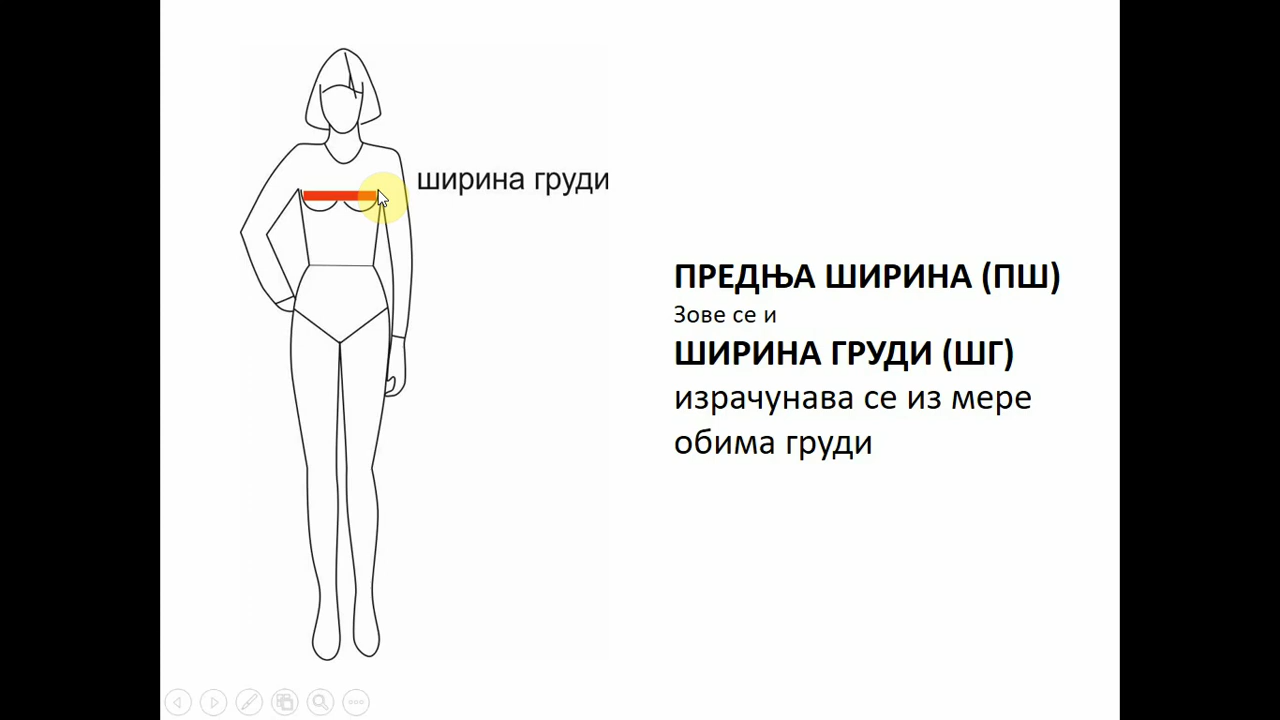 ширина груди
ПРЕДЊА ШИРИНА (ПШ)
Зове се и
ШИРИНА ГРУДИ (ШГ)
израчунава се из мере
обима груди